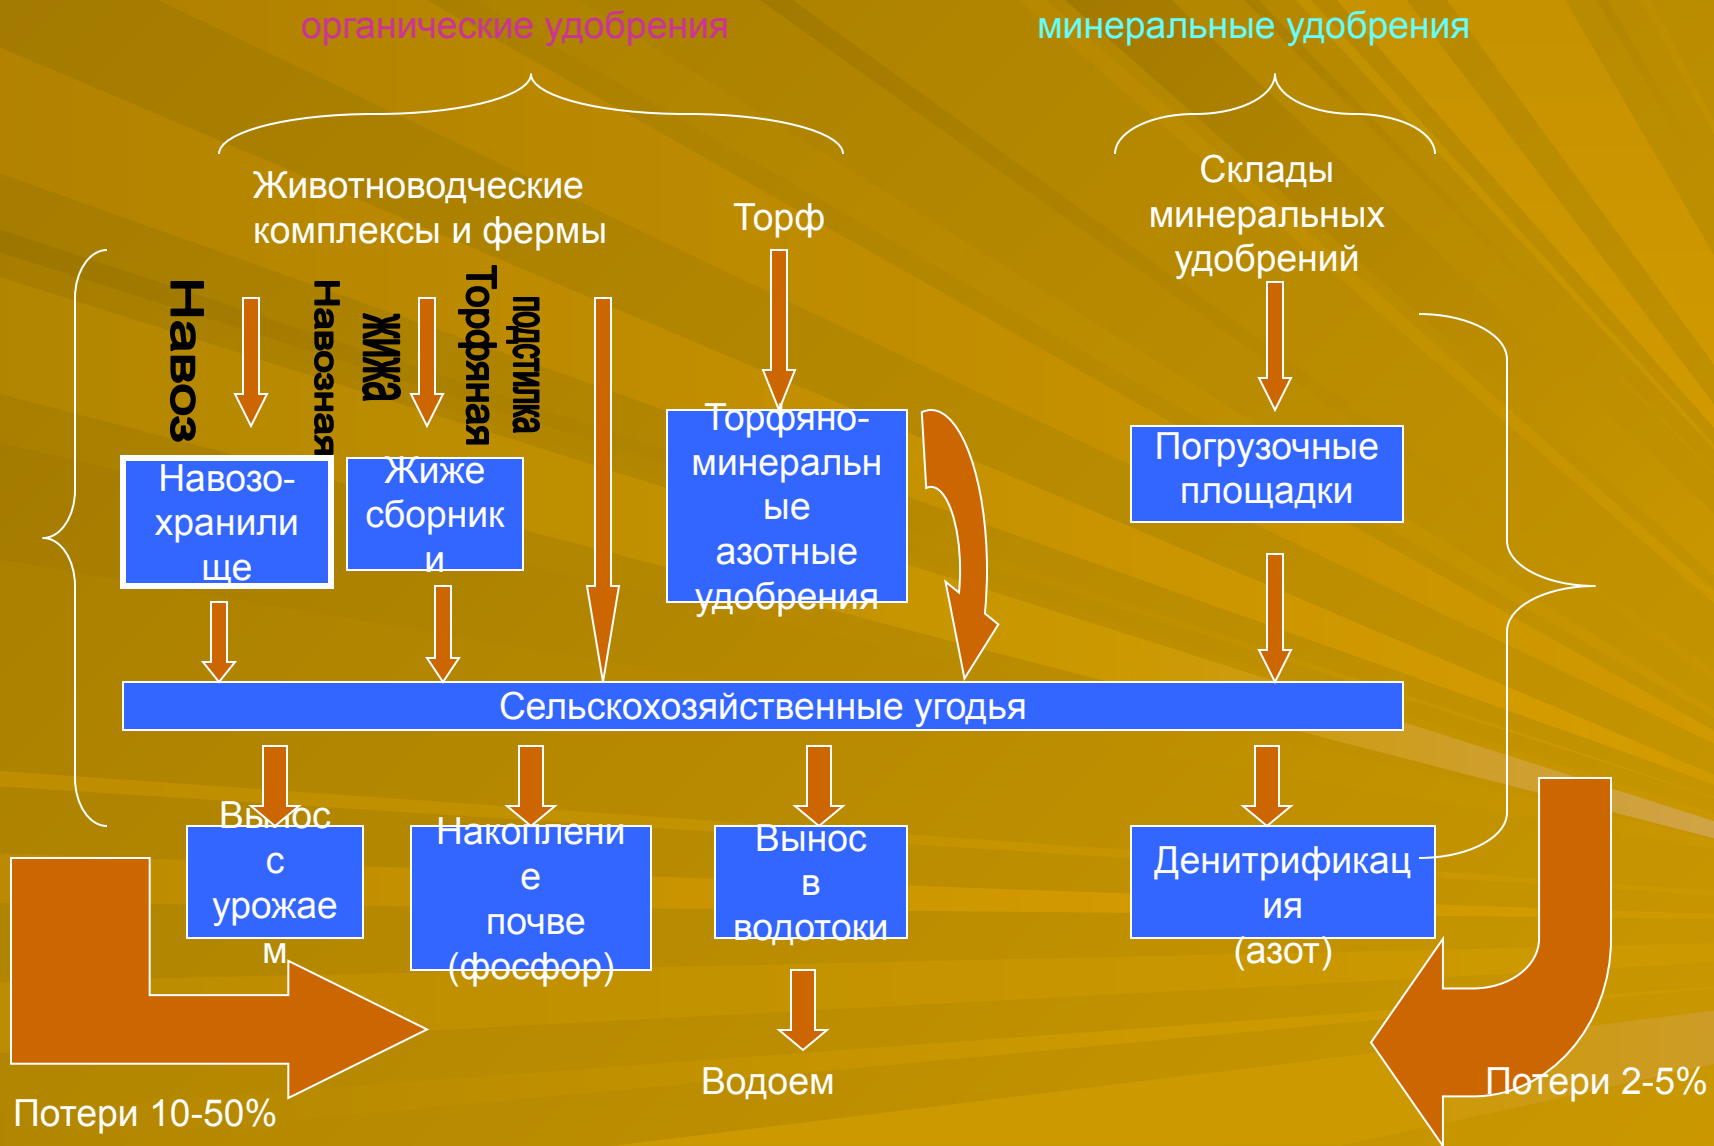 органические удобрения
минеральные удобрения
Животноводческие
комплексы и фермы
Торф
Склады
минеральных
удобрений
Навоз
Навозная
жижа
Торфяная
подстилка
Навозо-
хранили
ще
Жиже
сборник
и
Торфяно-
минеральн
ые
азотные
удобрения
Погрузочные
площадки
Сельскохозяйственные угодья
Вынос
с
урожае
м
Накоплени
е
почве
(фосфор)
Вынос
в
водотоки
Денитрификац
ия
(азот)
Водоем
Потери 10-50%
Потери 2-5%